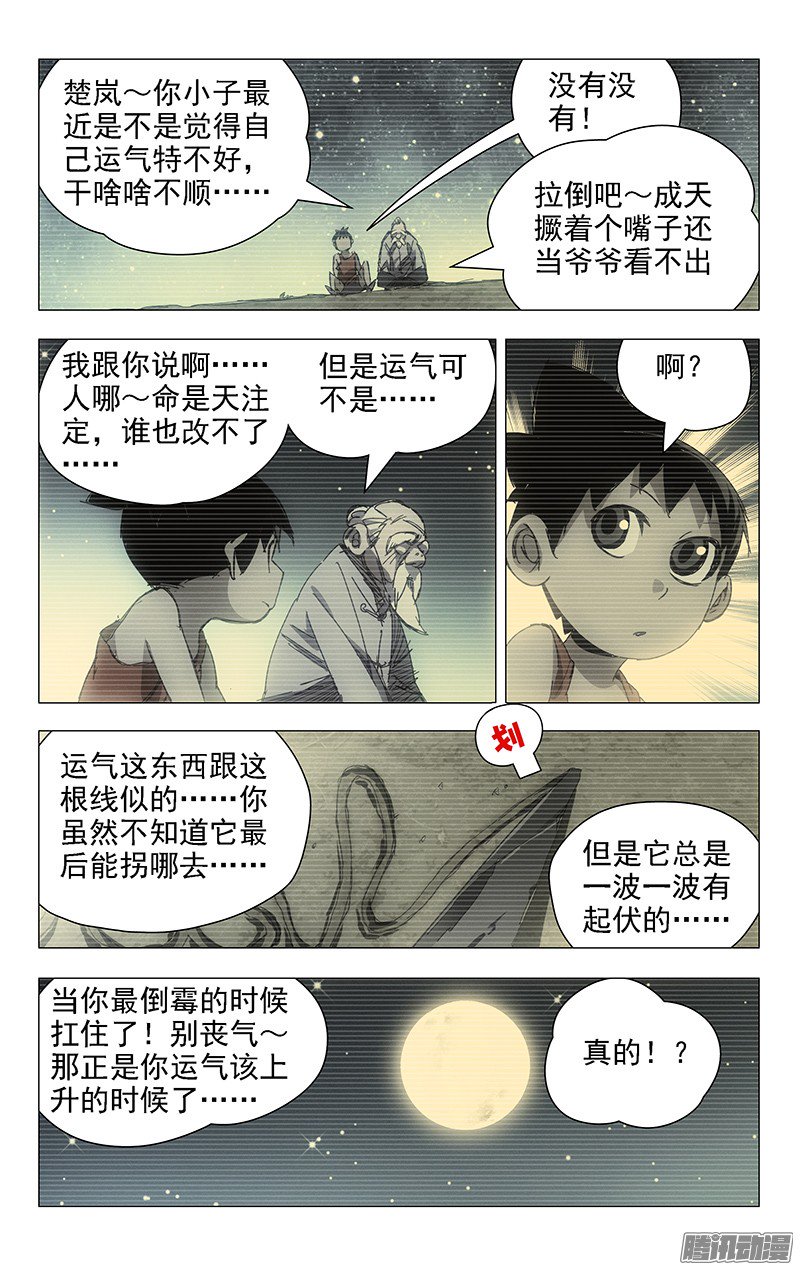 楚岚～你小子最
近是不是觉得自
己运气特不好，
干啥啥不顺……
没有没
有！
拉倒吧～成天
撅着个嘴子还
当爷爷看不出
我跟你说啊……
人哪～命是天注
定，谁也改不了
……
但是运气可
不是……
啊？
运气这东西跟这
根线似的……你
虽然不知道它最
后能拐哪去……
划
但是它总是
一波一波有
起伏的……
当你最倒霉的时候
扛住了！别丧气～
那正是你运气该上
升的时候了……
真的！？
腾讯动漫